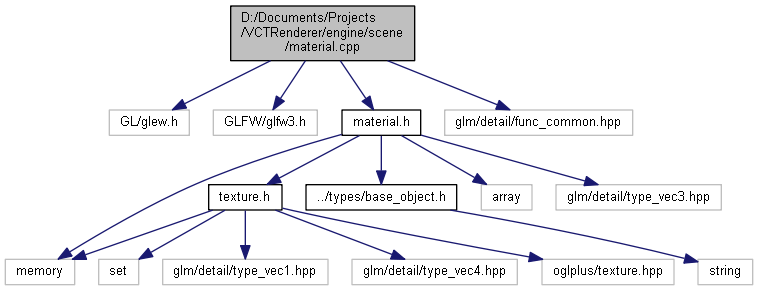 D:/Documents/Projects
/VCTRenderer/engine/scene
/material.cpp
GL/glew.h
GLFW/glfw3.h
material.h
glm/detail/func_common.hpp
texture.h
../types/base_object.h
array
glm/detail/type_vec3.hpp
memory
set
glm/detail/type_vec1.hpp
glm/detail/type_vec4.hpp
oglplus/texture.hpp
string